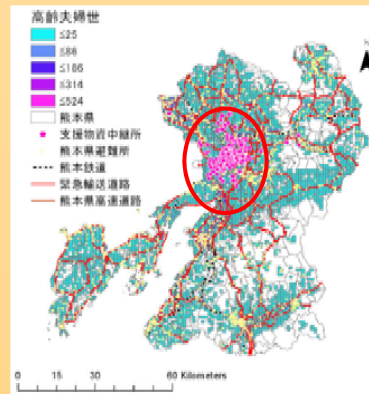 高齢夫婦世
≤25
≤86
≤166
≤314
≤524
熊本県
支援物資中継所
熊本県避難所
熊本鉄道
緊急輸送道路
熊本県高速道路
0 15 30 60 Kilometers